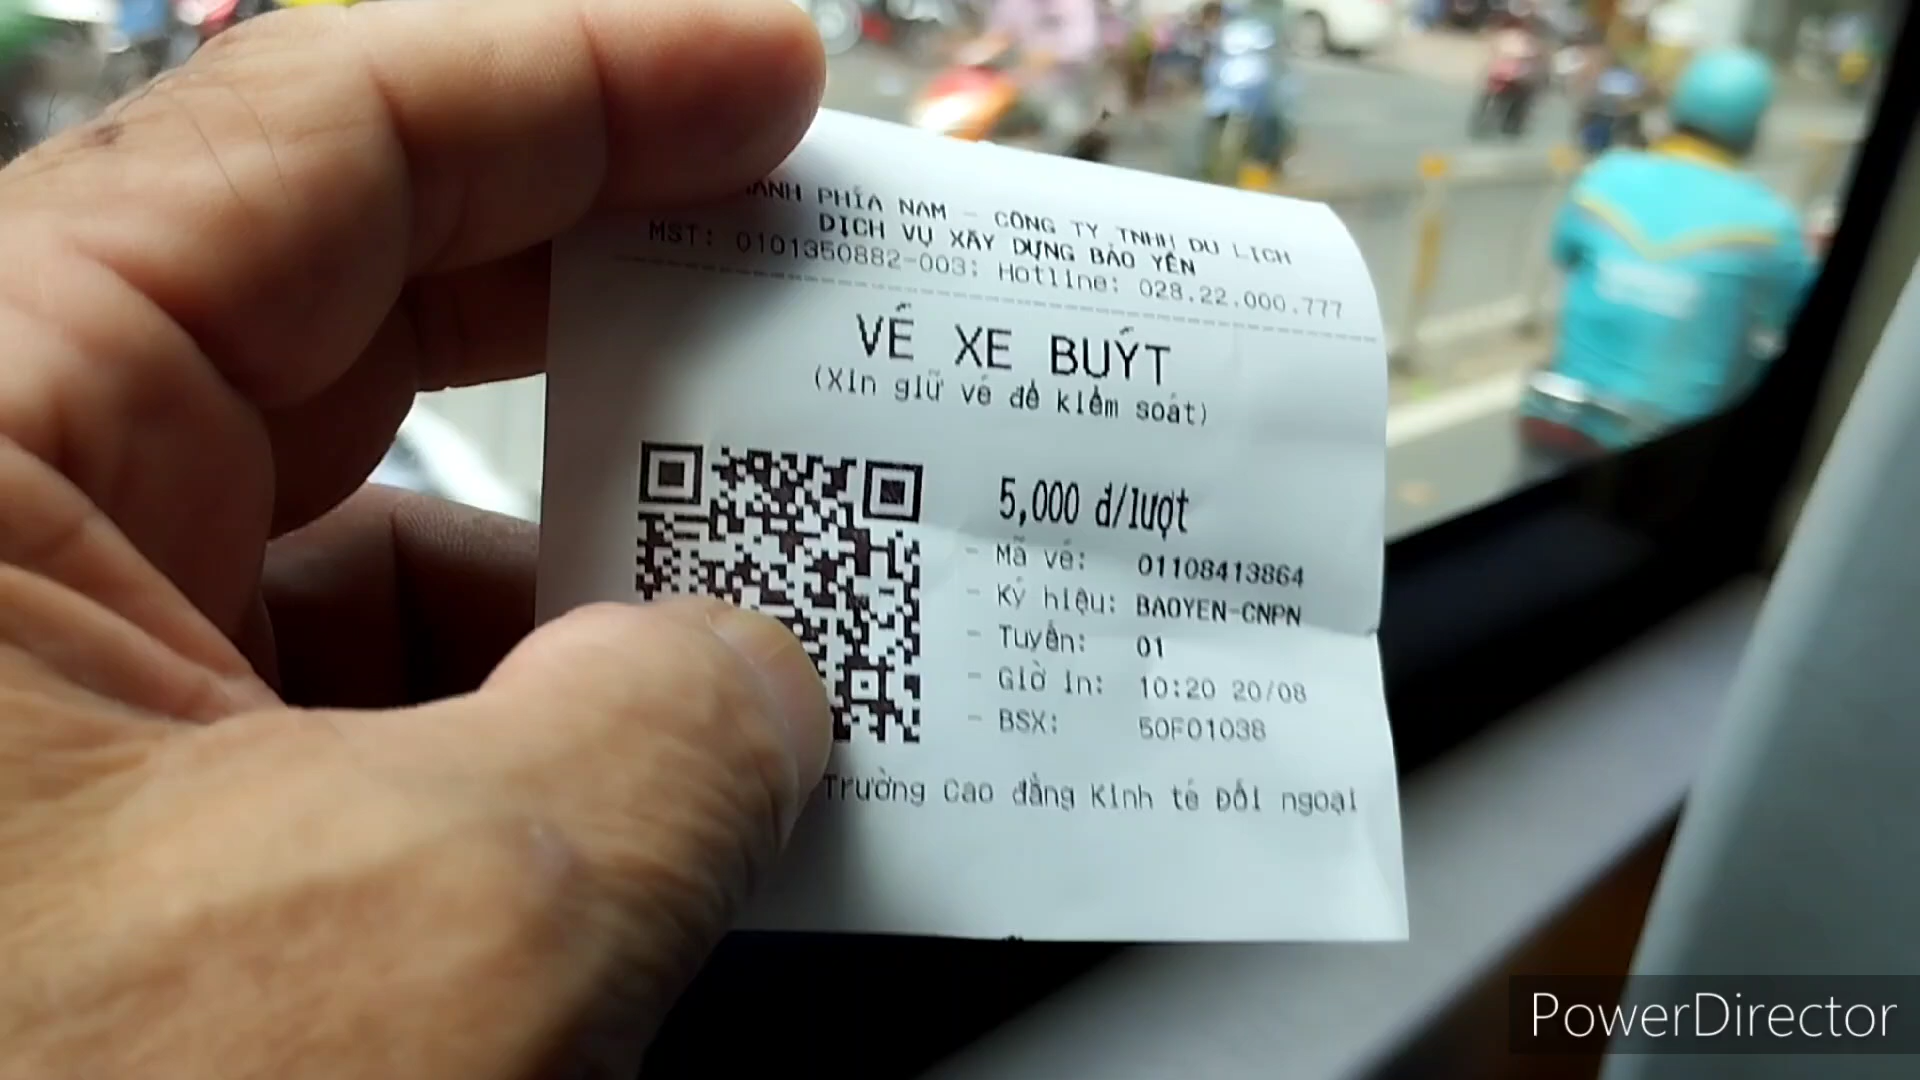 PHÍA NAM - CÔNG TY TNHH DU LỊCH
DỊCH VỤ XÂY DỰNG BẢO YẾN
MST: 0101350882-003; Hotline: 028.22.000.777
VÉ XE BUÝT
(Xin giữ vé để kiểm soát)
5,000 đ/lượt
- Mã vé: 01108413864
- Ký hiệu: BAOYEN-CNPN
- Tuyến: 01
- Giờ in: 10:20 20/08
- BSX: 50F01038
Trường Cao đẳng Kinh tế Đối ngoại
PowerDirector